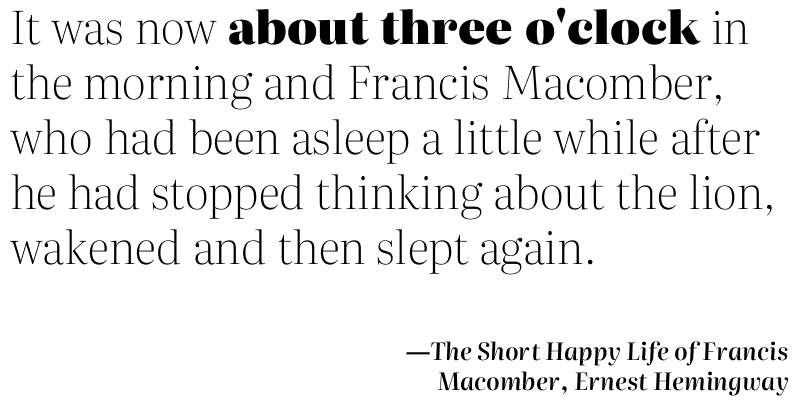 It was now about three o'clock in
the morning and Francis Macomber,
who had been asleep a little while after
he had stopped thinking about the lion,
wakened and then slept again.
—The Short Happy Life of Francis
Macomber, Ernest Hemingway